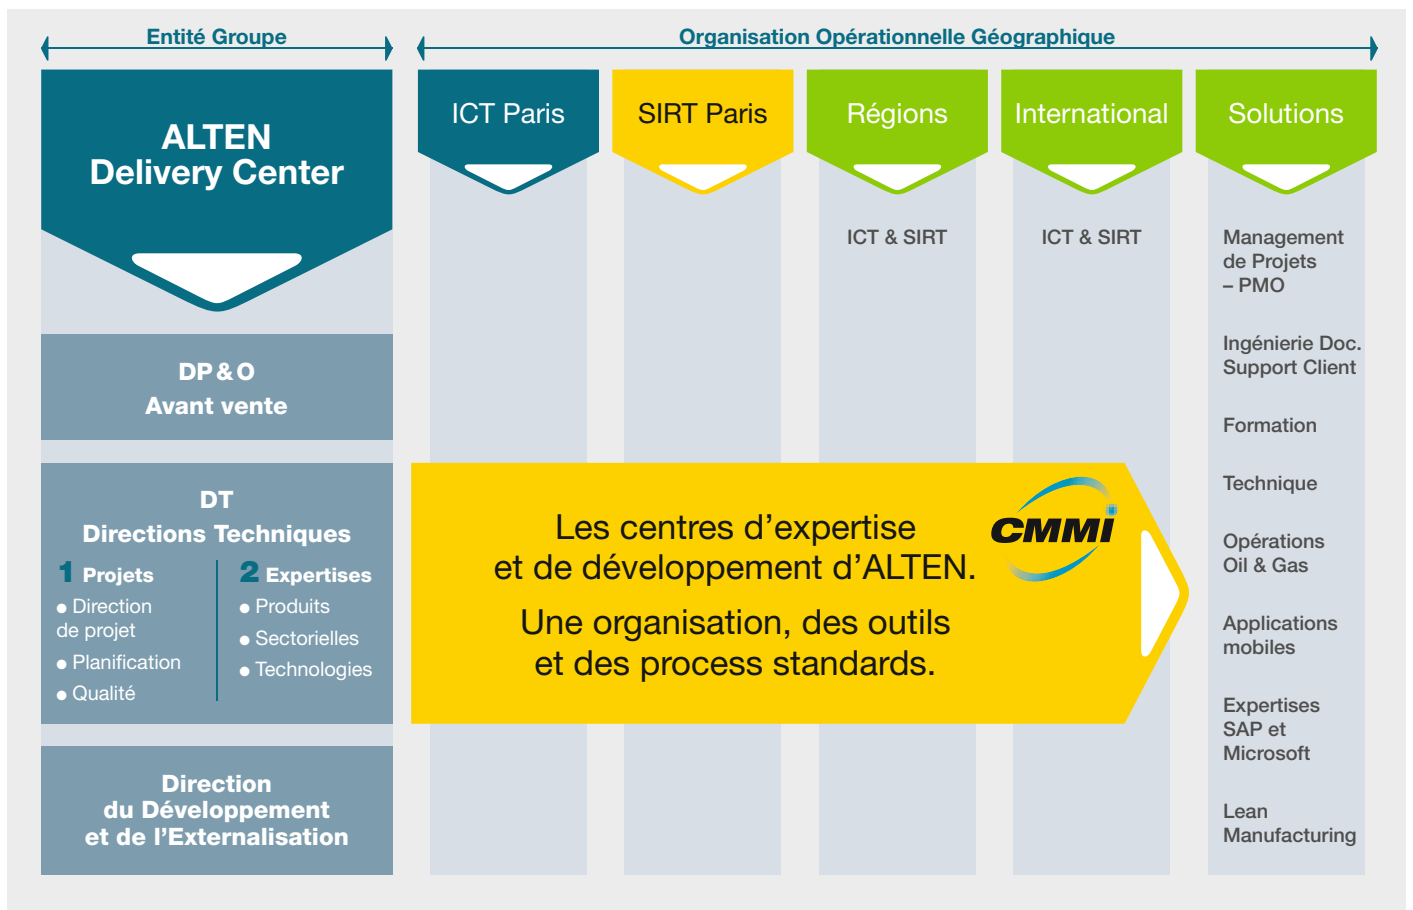 Entité Groupe
Organisation Opérationnelle Géographique
ALTEN
Delivery Center
DP & O
Avant vente
DT
Directions Techniques
1 Projets
● Direction
de projet
● Planification
● Qualité
2 Expertises
● Produits
● Sectorielles
● Technologies
Direction
du Développement
et de l’Externalisation
ICT Paris
SIRT Paris
Régions
ICT & SIRT
International
ICT & SIRT
Solutions
Management
de Projets
– PMO
Ingénierie Doc.
Support Client
Formation
Technique
Opérations
Oil & Gas
Applications
mobiles
Expertises
SAP et
Microsoft
Lean
Manufacturing
Les centres d’expertise
et de développement d’ALTEN.
Une organisation, des outils
et des process standards.
CMMI